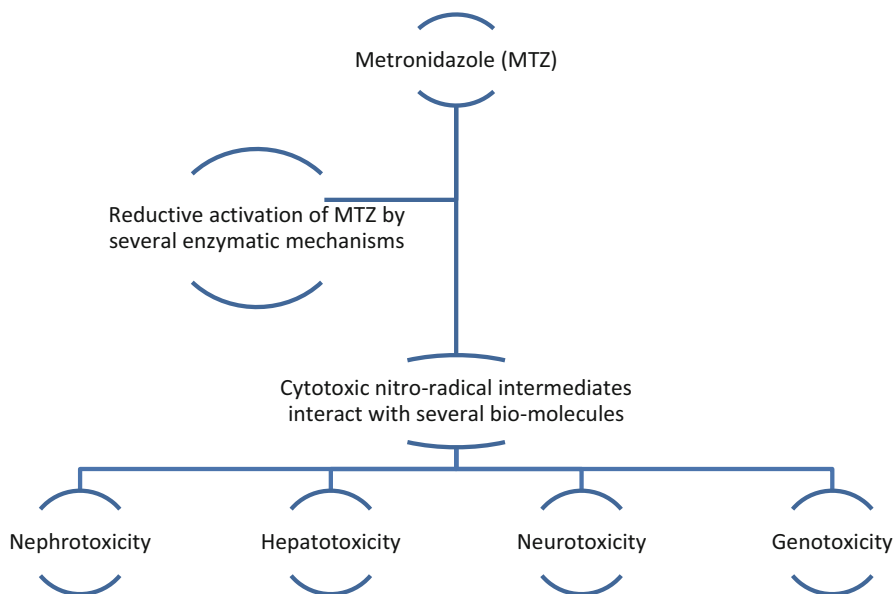 Metronidazole (MTZ)
Reductive activation of MTZ by
several enzymatic mechanisms
Cytotoxic nitro-radical intermediates
interact with several bio-molecules
Nephrotoxicity
Hepatotoxicity
Neurotoxicity
Genotoxicity